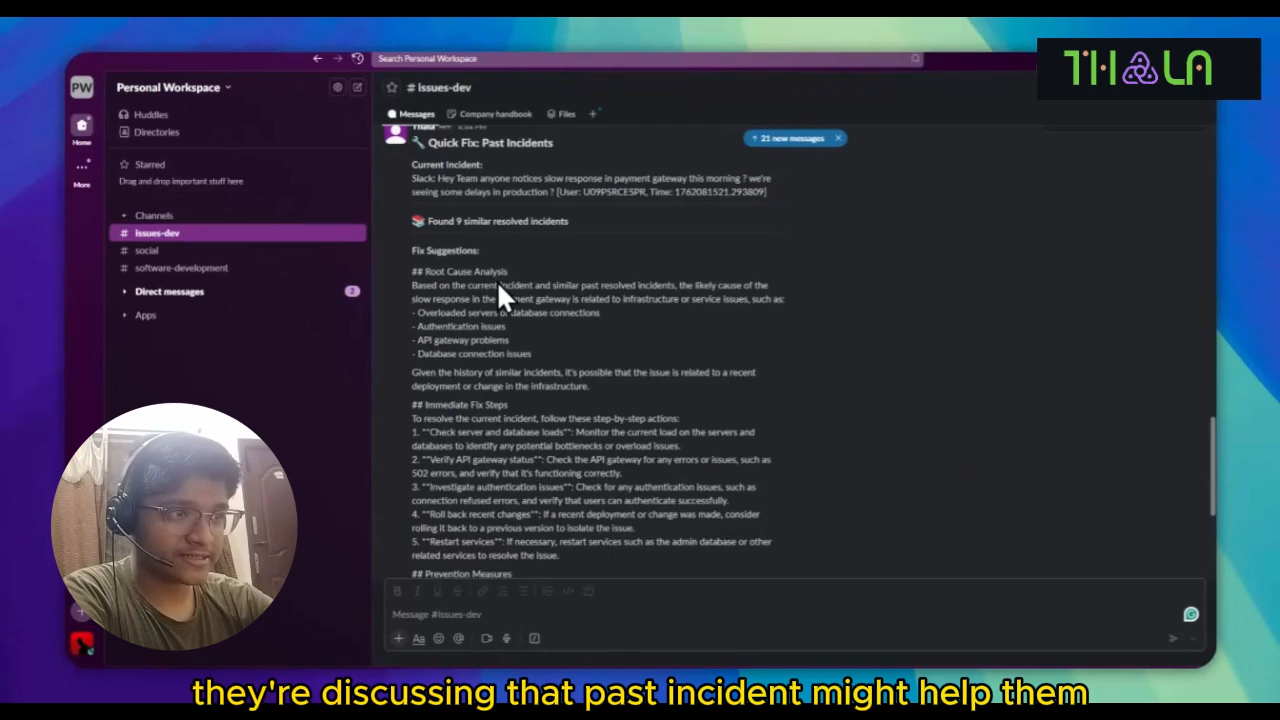 Search Personal Workspace
THALA
PW
Personal Workspace
# issues-dev
Huddles
Messages
Company handbook
Files
Directories
21 new messages
🔧 Quick Fix: Past Incidents
Home
Starred
Current Incident:
More
Drag and drop important stuff here
Slack: Hey Team anyone notices slow response in payment gateway this morning ? we're
seeing some delays in production ? [User: U09PSRCESPR, Time: 1762081521.293809]
Channels
📚 Found 9 similar resolved incidents
# issues-dev
# social
Fix Suggestions:
# software-development
## Root Cause Analysis
Direct messages 2
Based on the current incident and similar past resolved incidents, the likely cause of the
slow response in the gateway is related to infrastructure or service issues, such as:
Apps
- Overloaded servers or database connections
- Authentication issues
- API gateway problems
- Database connection issues
Given the history of similar incidents, it's possible that the issue is related to a recent
deployment or change in the infrastructure.
## Immediate Fix Steps
To resolve the current incident, follow these step-by-step actions:
1. **Check server and database loads**: Monitor the current load on the servers and
databases to identify any potential bottlenecks or overload issues.
2. **Verify API gateway status**: Check the API gateway for any errors or issues, such as
502 errors, and verify that it's functioning correctly.
3. **Investigate authentication issues**: Check for any authentication issues, such as
connection refused errors, and verify that users can authenticate successfully.
4. **Roll back recent changes**: If a recent deployment or change was made, consider
rolling it back to a previous version to isolate the issue.
5. **Restart services**: If necessary, restart services such as the admin database or other
related services to resolve the issue.
## Prevention Measures
Message #issues-dev
Aa
they're discussing that past incident might help them